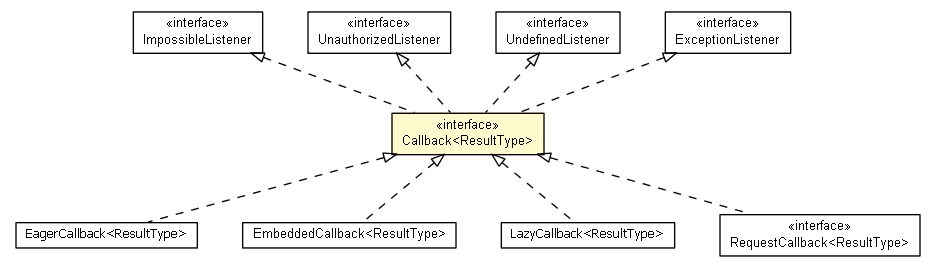 «interface»
ImpossibleListener
«interface»
UnauthorizedListener
«interface»
UndefinedListener
«interface»
ExceptionListener
«interface»
Callback<ResultType>
EagerCallback<ResultType>
EmbeddedCallback<ResultType>
LazyCallback<ResultType>
«interface»
RequestCallback<ResultType>